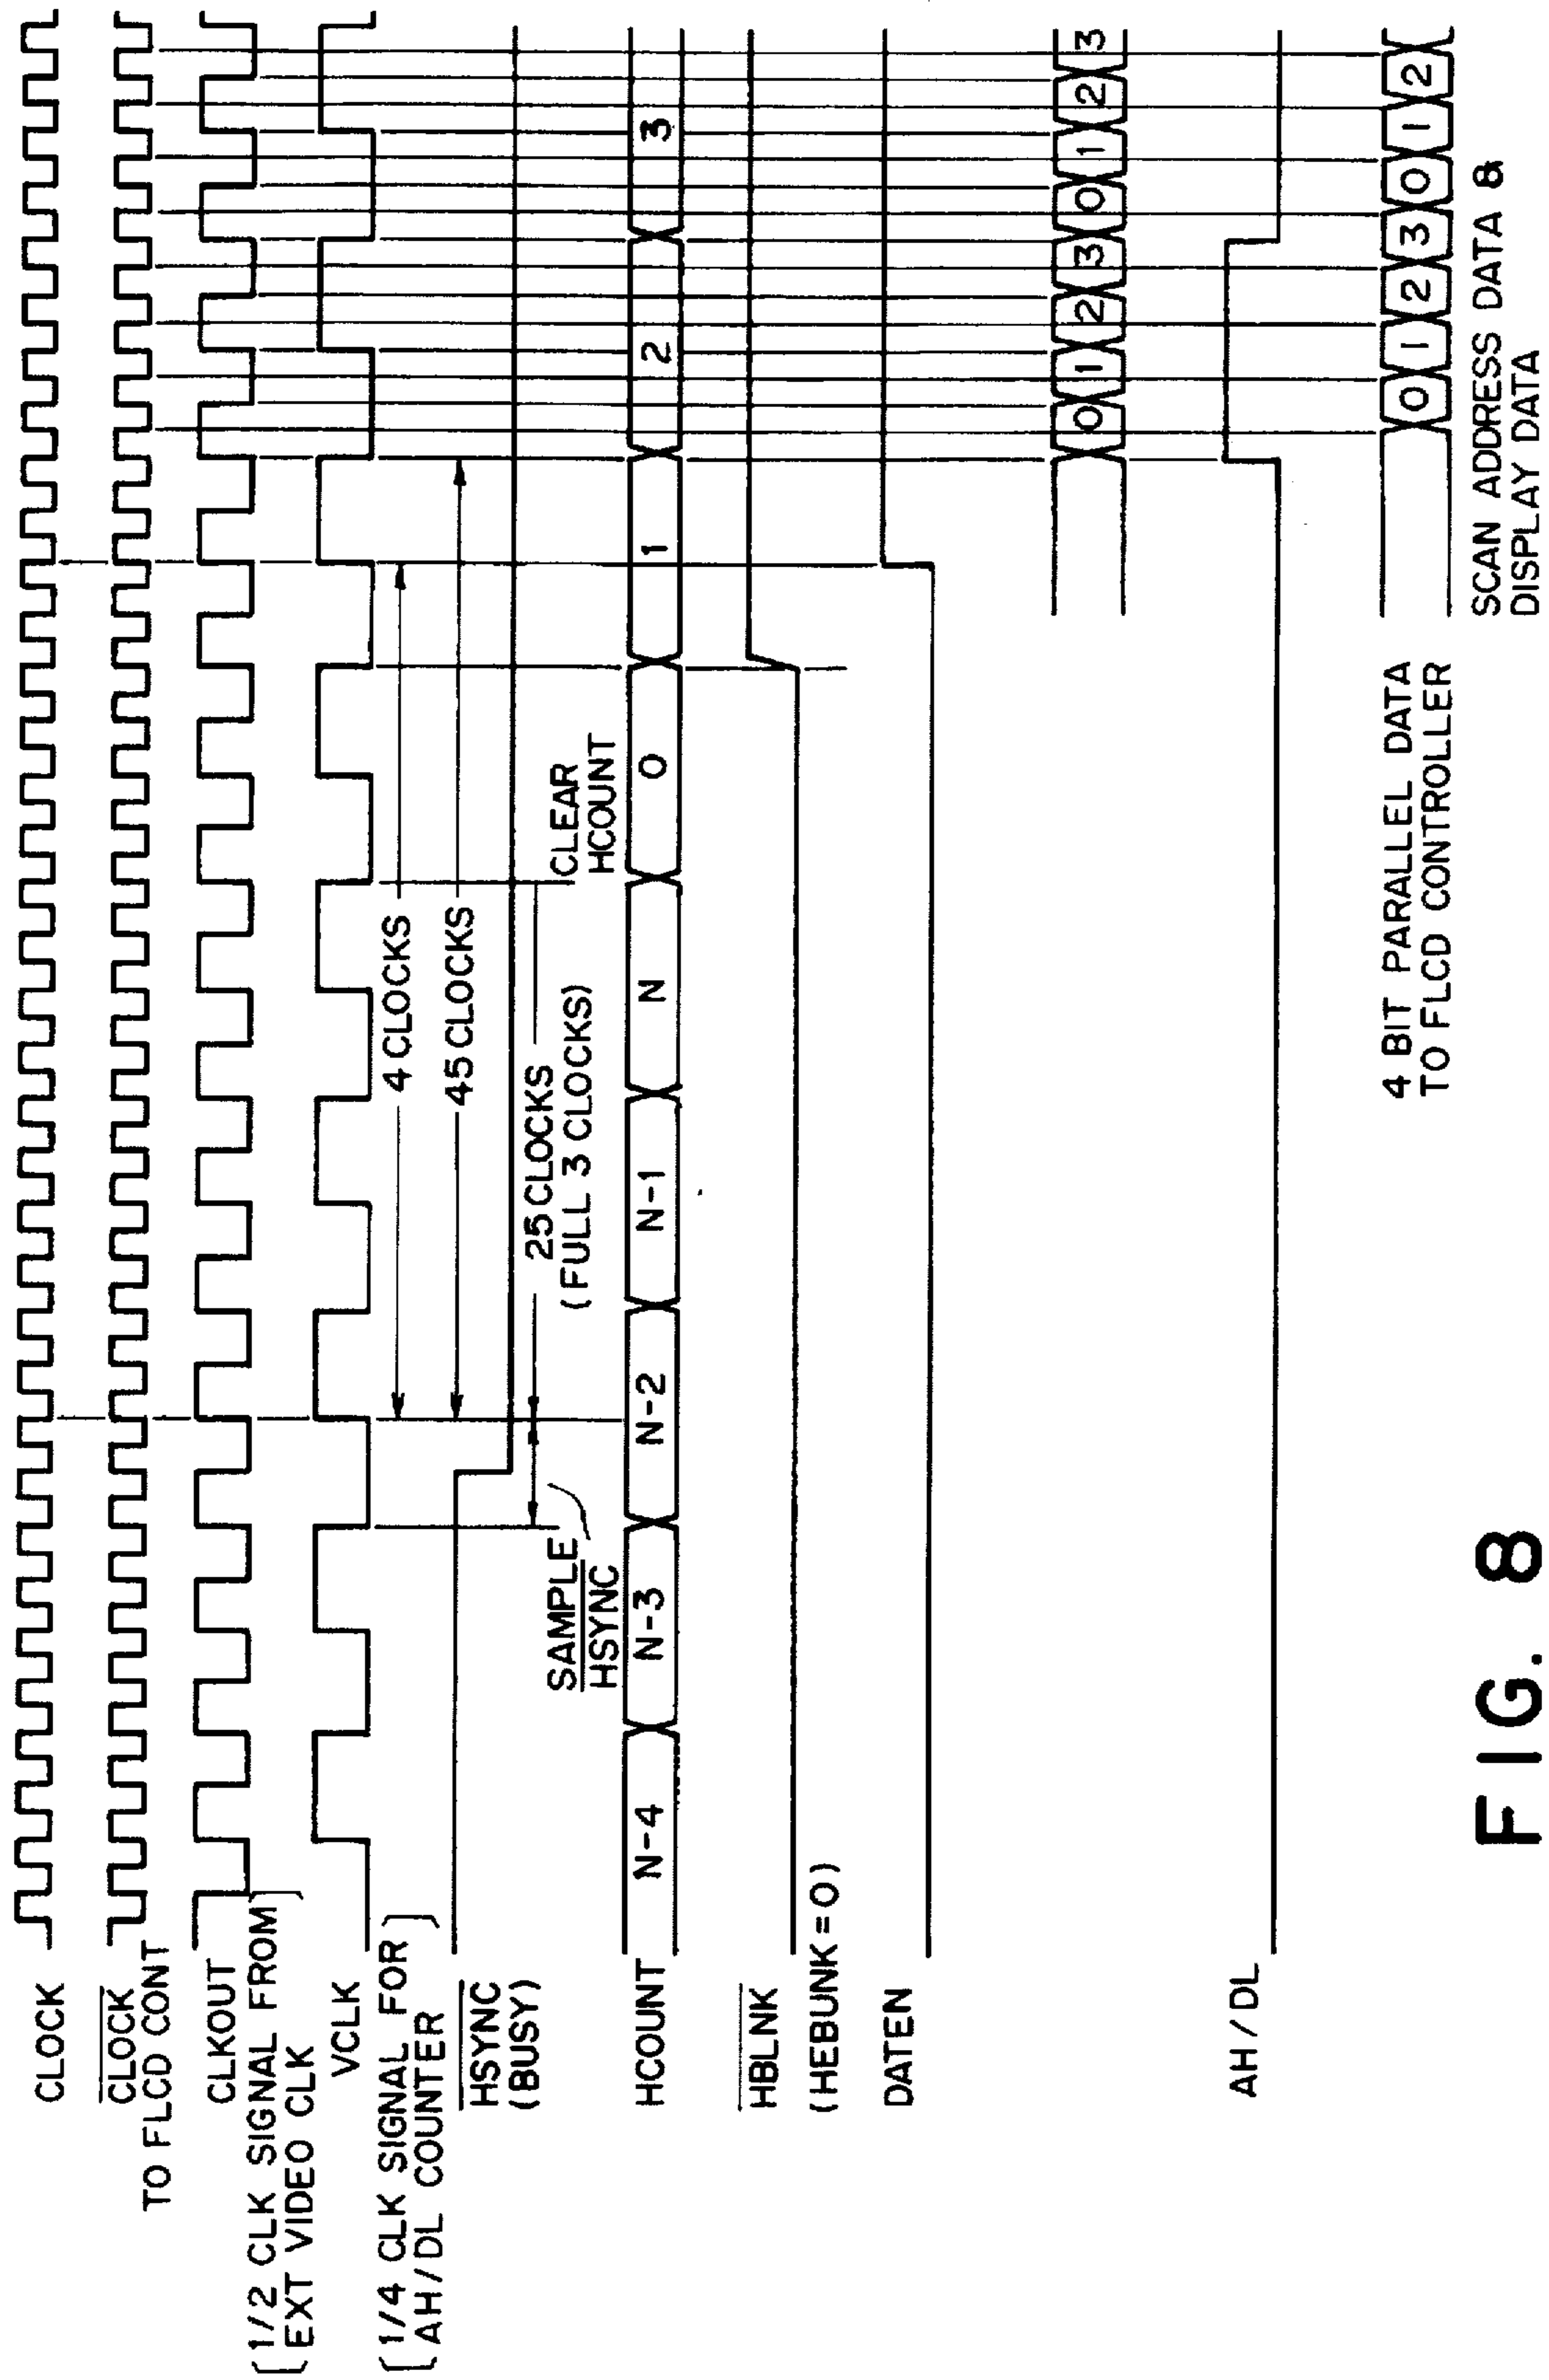 CLOCK
CLOCK
TO FLCD CONT
CLKOUT
[1/2 CLK SIGNAL FROM
EXT VIDEO CLK]
VCLK
[1/4 CLK SIGNAL FOR
AH/DL COUNTER]
HSYNC
(BUSY)
4 CLOCKS
45 CLOCKS
25 CLOCKS
(FULL 3 CLOCKS)
SAMPLE
HSYNC
CLEAR
HCOUNT
HCOUNT
N-4 N-3 N-2 N-1 N 0 1 2 3
HBLNK
(HEBUNK=0)
DATEN
0 1 2 3 0 1 2 3
AH/DL
0 1 2 3 0 1 2
4 BIT PARALLEL DATA
TO FLCD CONTROLLER
SCAN ADDRESS DATA &
DISPLAY DATA
FIG. 8